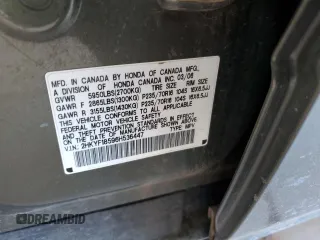 MFD. IN CANADA BY HONDA OF CANADA MFG.,
A DIVISION OF HONDA CANADA INC. 03/06
GVWR 5950LBS(2700KG) TIRE SIZE RIM SIZE
GAWR F 2865LBS(1300KG) P235/70R16 104S 16X6.5JJ
GAWR R 3155LBS(1430KG) P235/70R16 104S 16X6.5JJ
THIS VEHICLE CONFORMS TO ALL APPLICABLE
FEDERAL MOTOR VEHICLE SAFETY AND THEFT
PREVENTION STANDARDS IN EFFECT ON THE DATE
OF MANUFACTURE SHOWN ABOVE.
V.I.N. 2HKYF18596H536447
TYPE: MPV
DREAMBID